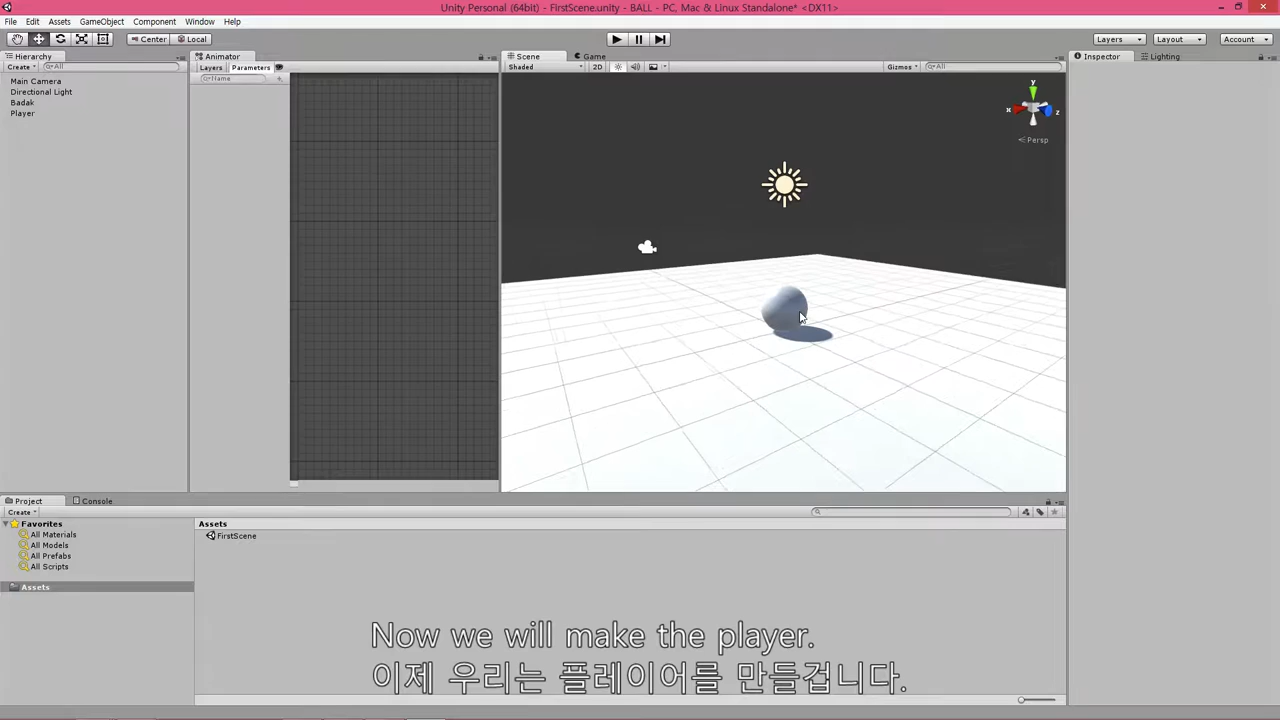 Unity Personal (64bit) - FirstScene.unity - BALL - PC, Mac & Linux Standalone* <DX11>
File Edit Assets GameObject Component Window Help
Center Local Layers Layout Account
Hierarchy Animator Scene Game Inspector Lighting
Create All Layers Parameters Shaded 2D Gizmos All
Name
Main Camera
Directional Light
Badak
Player
y
x z
Persp
Project Console
Create
Favorites Assets
All Materials FirstScene
All Models
All Prefabs
All Scripts
Assets
Now we will make the player.
이제 우리는 플레이어를 만들겁니다.